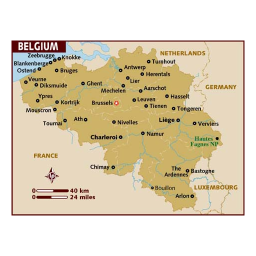 BELGIUM
NETHERLANDS
Zeebrugge
Knokke
Blankenberge
Ostend
Bruges
Antwerp
Turnhout
Herentals
Veurne
Diksmuide
Ghent
Lier
Mechelen
Aarschot
GERMANY
Ypres
Kortrijk
Brussels
Leuven
Hasselt
Mouscron
Tienen
Tongeren
Tournai
Ath
Nivelles
Liège
Verviers
Charleroi
Namur
Hautes
Fagnes NP
FRANCE
Chimay
The
Ardennes
Bastogne
40 km
24 miles
Bouillon
LUXEMBOURG
Arlon